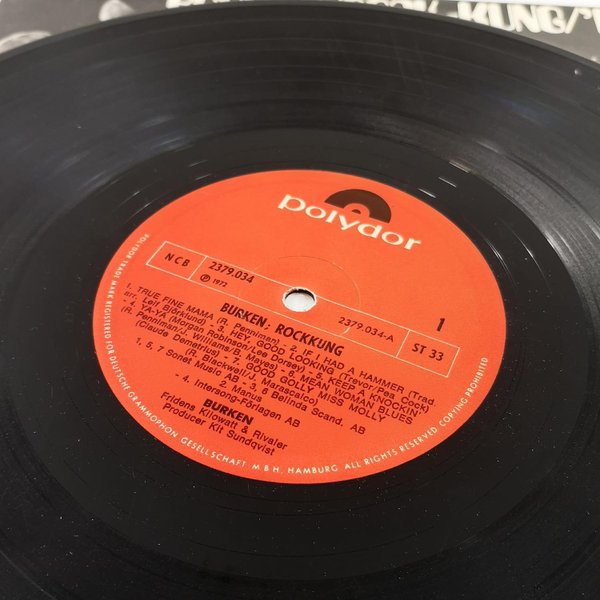 -KUNG/
polydor
NCB
2379.034
℗ 1972
BURKEN: ROCKKUNG
2379.034-A
1
ST 33
1. TRUE FINE MAMA (R. Penniman) - 2. IF I HAD A HAMMER (Trad.
arr. Leif Björklund) - 3. HEY, GOOD LOOKING (Trevor Pea Cock)
- 4. YA-YA (Morgan Robinson/Lee Dorsey) - 5. KEEP A KNOCKIN
(R. Penniman/J. Williams/B. Mayes) - 6. MEAN WOMAN BLUES
(Claude Demetrius) - 7. GOOD GOLLY MISS MOLLY
(R. Blackwell/J. Marascalco)
1, 5, 7 Sonet Music AB - 3, 6 Belinda Scand. AB
2. Manus
- 4. Intersong-Förlagen AB
BURKEN
Fridens Kilowatt & Rivaler
Producer Kit Sundqvist
POLYDOR TRADE MARK REGISTERED FOR DEUTSCHE GRAMMOPHON GESELLSCHAFT M B H, HAMBURG ALL RIGHTS RESERVED COPYING PROHIBITED